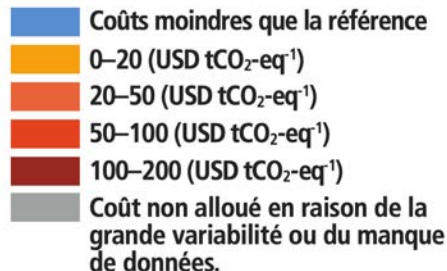 Coûts moindres que la référence
0–20 (USD tCO₂-eq⁻¹)
20–50 (USD tCO₂-eq⁻¹)
50–100 (USD tCO₂-eq⁻¹)
100–200 (USD tCO₂-eq⁻¹)
Coût non alloué en raison de la
grande variabilité ou du manque
de données.